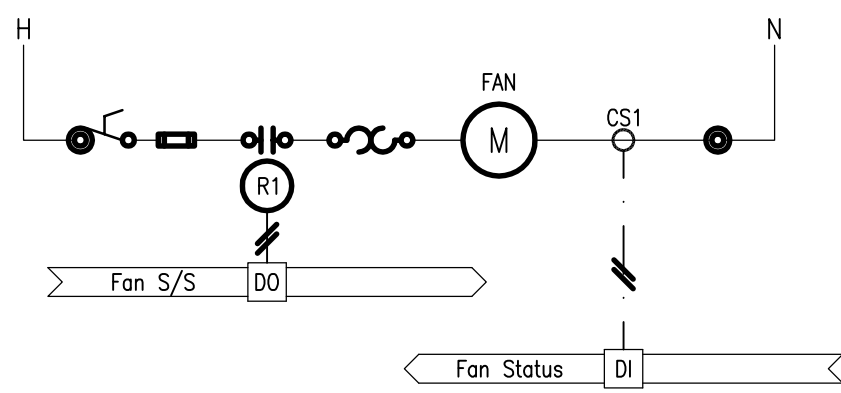 H
N
FAN
M
CS1
R1
Fan S/S
DO
Fan Status
DI